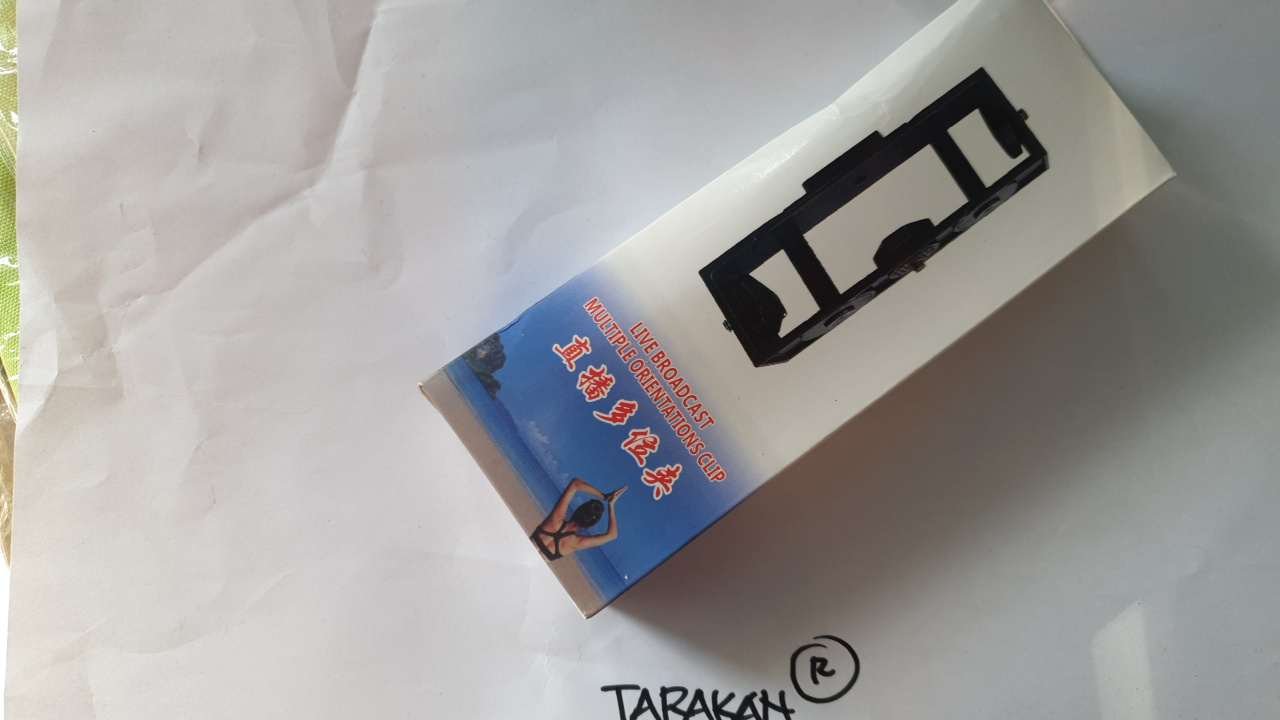 LIVE BROADCAST
MULTIPLE ORIENTATIONS CLIP
直播多位夹
TARAKAN ®